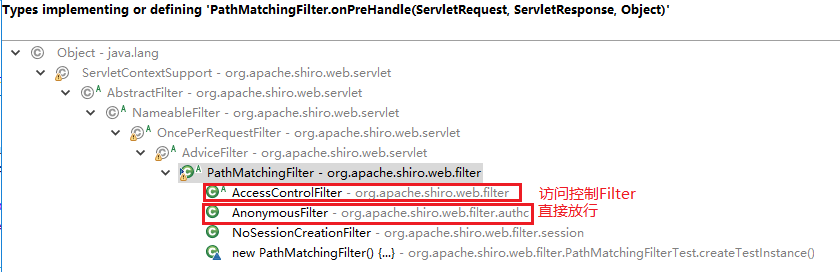 Types implementing or defining 'PathMatchingFilter.onPreHandle(ServletRequest, ServletResponse, Object)'
Object - java.lang
ServletContextSupport - org.apache.shiro.web.servlet
AbstractFilter - org.apache.shiro.web.servlet
NameableFilter - org.apache.shiro.web.servlet
OncePerRequestFilter - org.apache.shiro.web.servlet
AdviceFilter - org.apache.shiro.web.servlet
PathMatchingFilter - org.apache.shiro.web.filter
AccessControlFilter - org.apache.shiro.web.filter 访问控制Filter
AnonymousFilter - org.apache.shiro.web.filter.authc 直接放行
NoSessionCreationFilter - org.apache.shiro.web.filter.session
new PathMatchingFilter() {...} - org.apache.shiro.web.filter.PathMatchingFilterTest.createTestInstance()